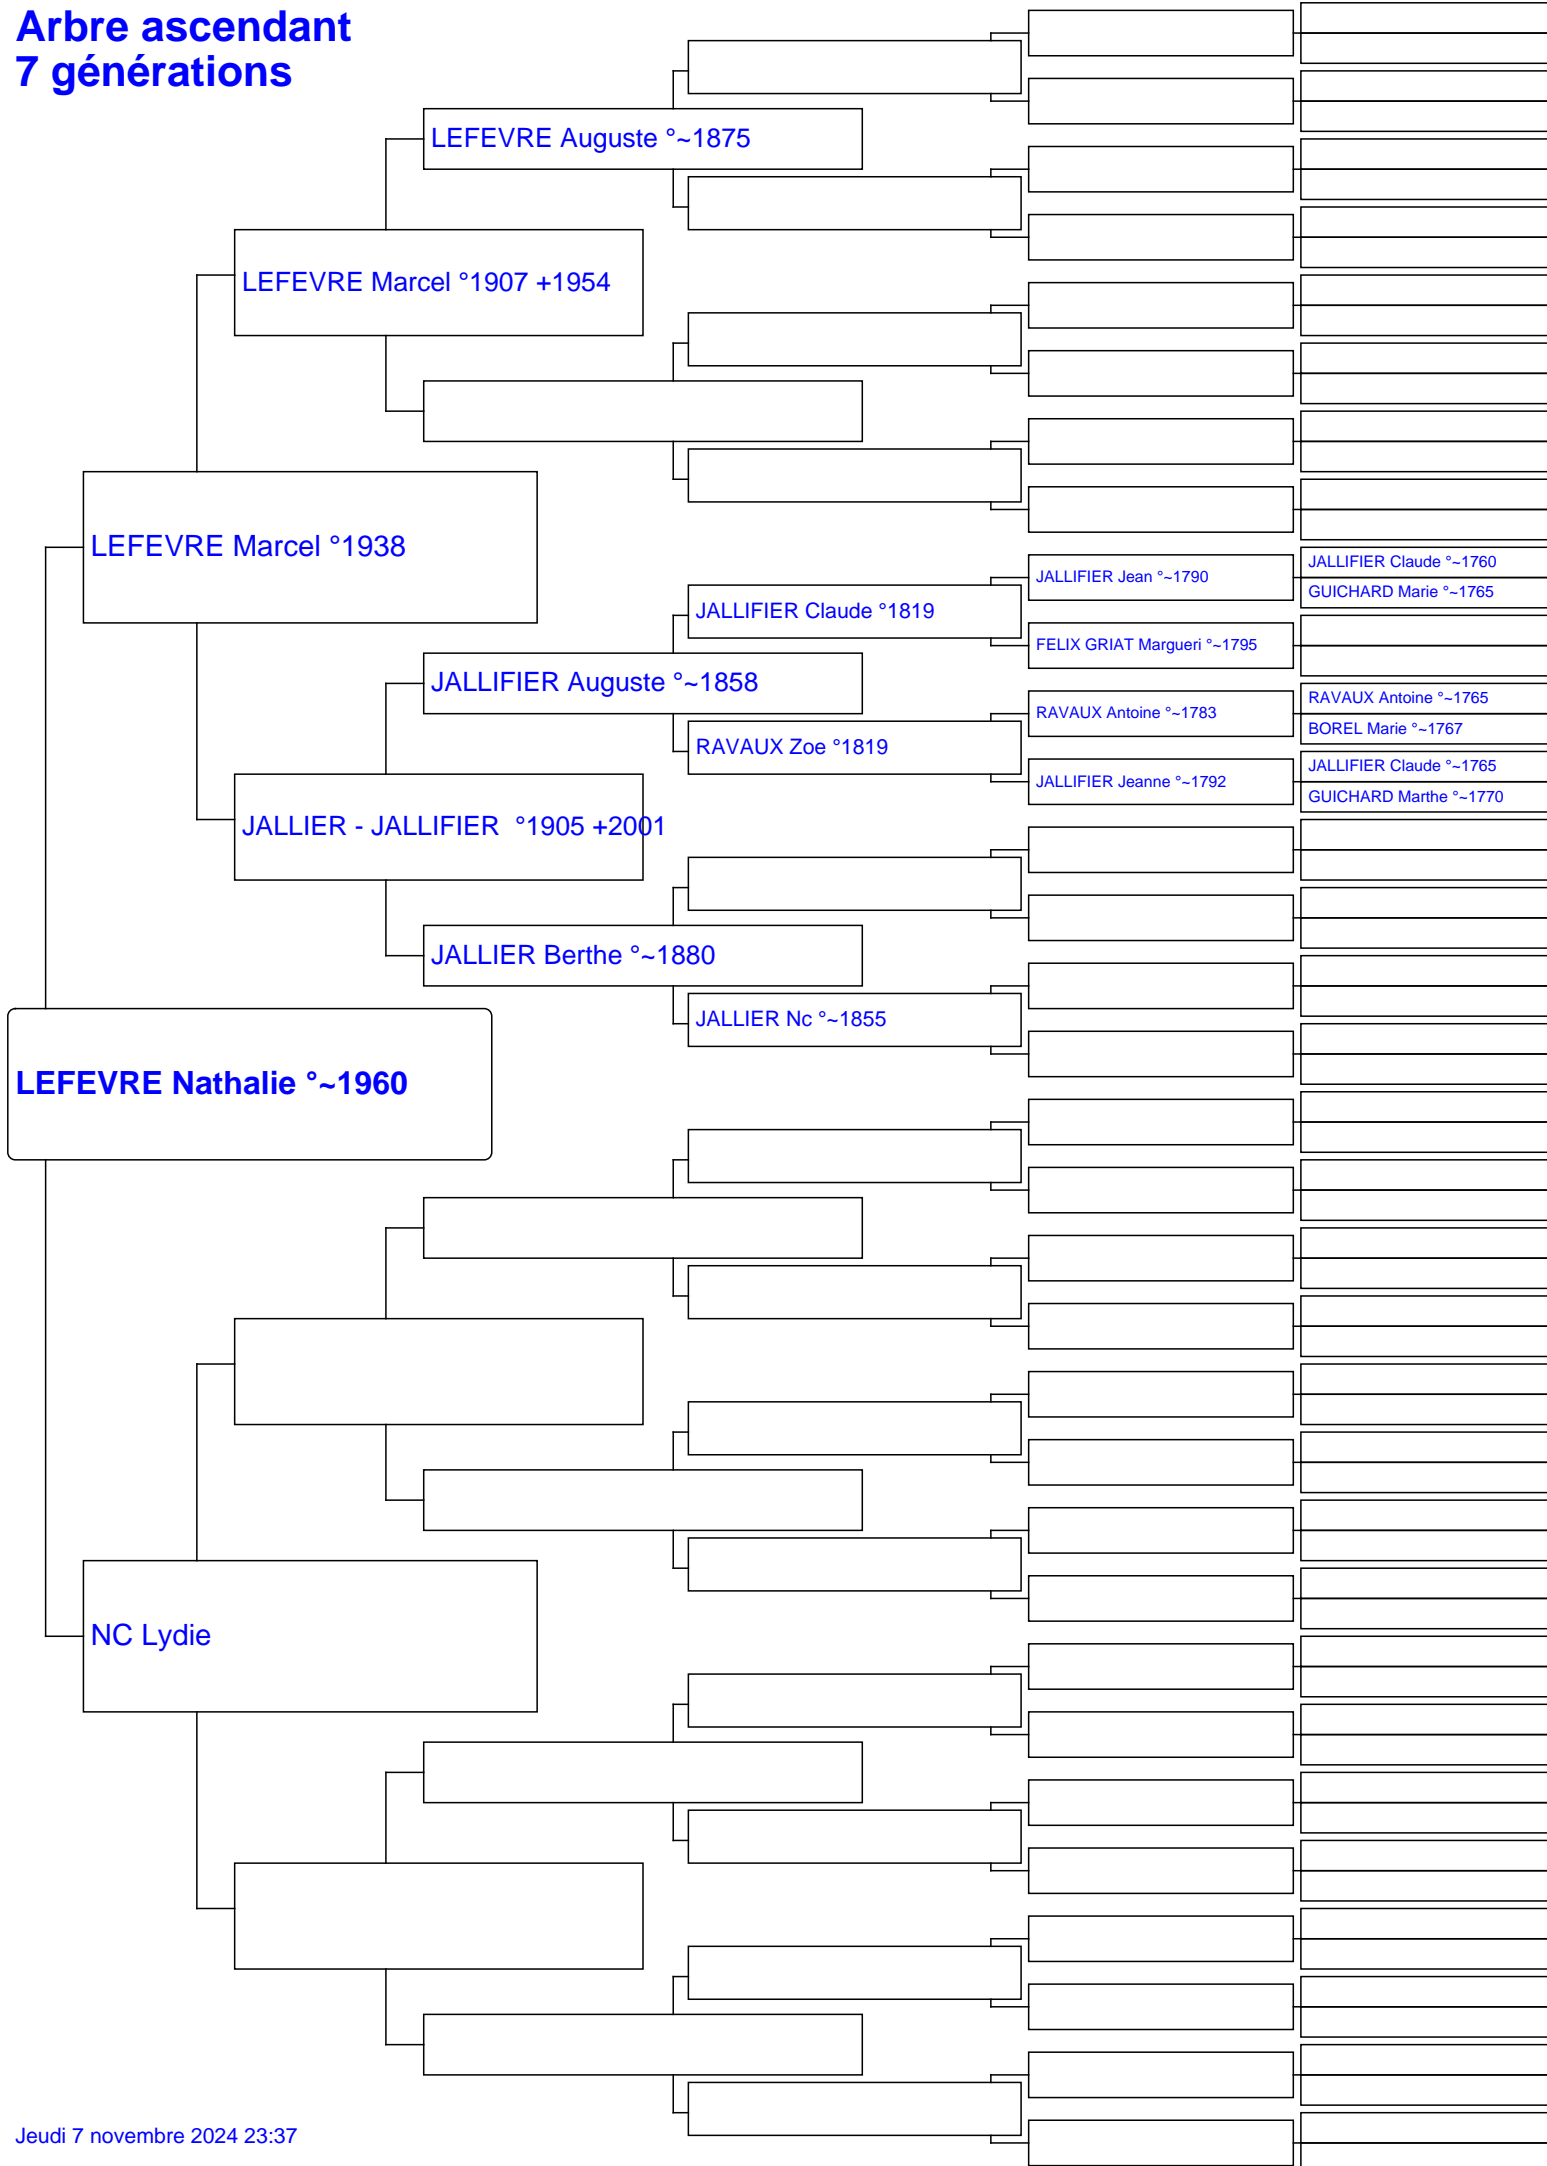 Arbre ascendant
7 générations
LEFEVRE Auguste °~1875
LEFEVRE Marcel °1907 +1954
LEFEVRE Marcel °1938
JALLIFIER Claude °~1760
JALLIFIER Jean °~1790
GUICHARD Marie °~1765
JALLIFIER Claude °1819
FELIX GRIAT Margueri °~1795
JALLIFIER Auguste °~1858
RAVAUX Antoine °~1765
RAVAUX Antoine °~1783
BOREL Marie °~1767
RAVAUX Zoe °1819
JALLIFIER Claude °~1765
JALLIFIER Jeanne °~1792
GUICHARD Marthe °~1770
JALLIER - JALLIFIER  °1905 +2001
JALLIER Berthe °~1880
JALLIER Nc °~1855
LEFEVRE Nathalie °~1960
NC Lydie
Jeudi 7 novembre 2024 23:37